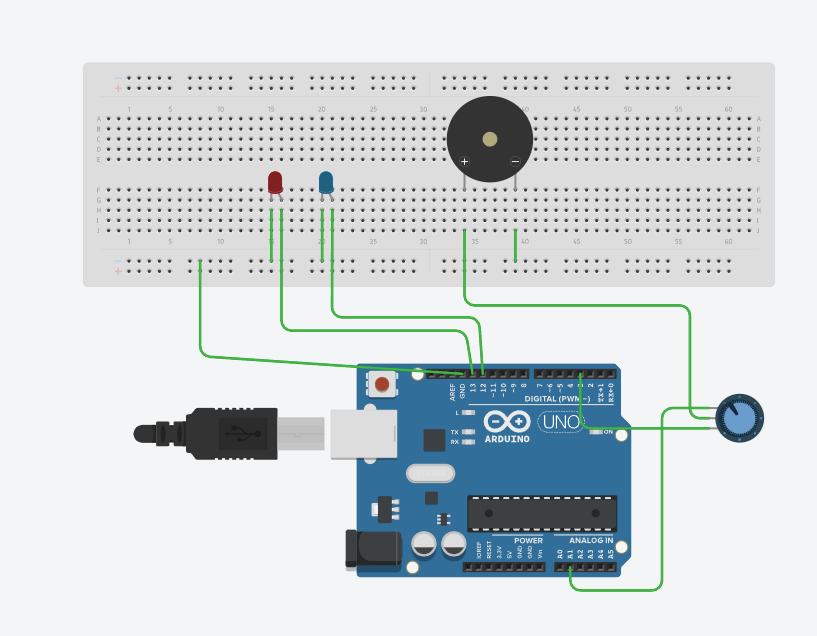 − +
1 5 10 15 20 25 30 40 45 50 55 60
A A
B B
C C
D D
E E
+ −
F F
G G
H H
I I
J J
1 5 10 15 20 25 30 35 40 45 50 55 60
− +
AREF GND 13 12 ~11 ~10 ~9 8 7 ~6 ~5 4 ~3 2 TX→1 RX←0
DIGITAL (PWM ~)
L
TX
RX
UNO
ON
ARDUINO
POWER ANALOG IN
IOREF RESET 3.3V 5V GND GND Vin A0 A1 A2 A3 A4 A5